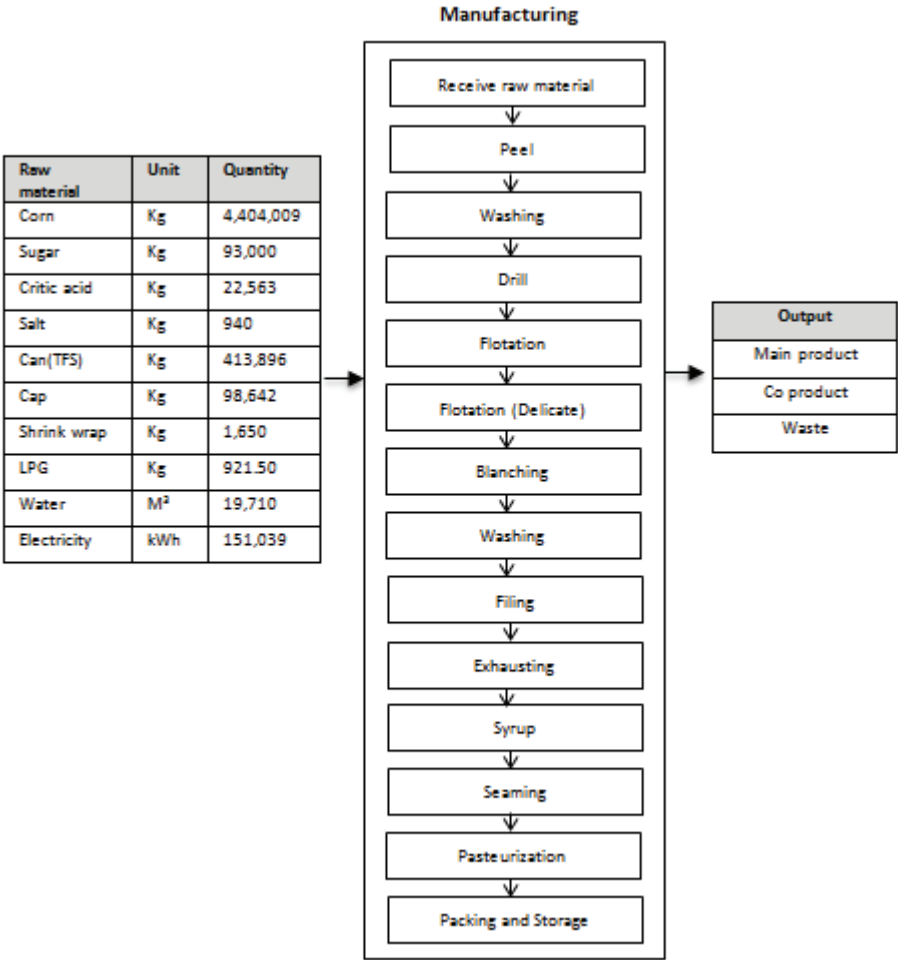 Manufacturing
Raw material Unit Quantity
Corn Kg 4,404,009
Sugar Kg 93,000
Critic acid Kg 22,563
Salt Kg 940
Can(TFS) Kg 413,896
Cap Kg 98,642
Shrink wrap Kg 1,650
LPG Kg 921.50
Water M³ 19,710
Electricity kWh 151,039
Receive raw material
Peel
Washing
Drill
Flotation
Flotation (Delicate)
Blanching
Washing
Filing
Exhausting
Syrup
Seaming
Pasteurization
Packing and Storage
Output
Main product
Co product
Waste